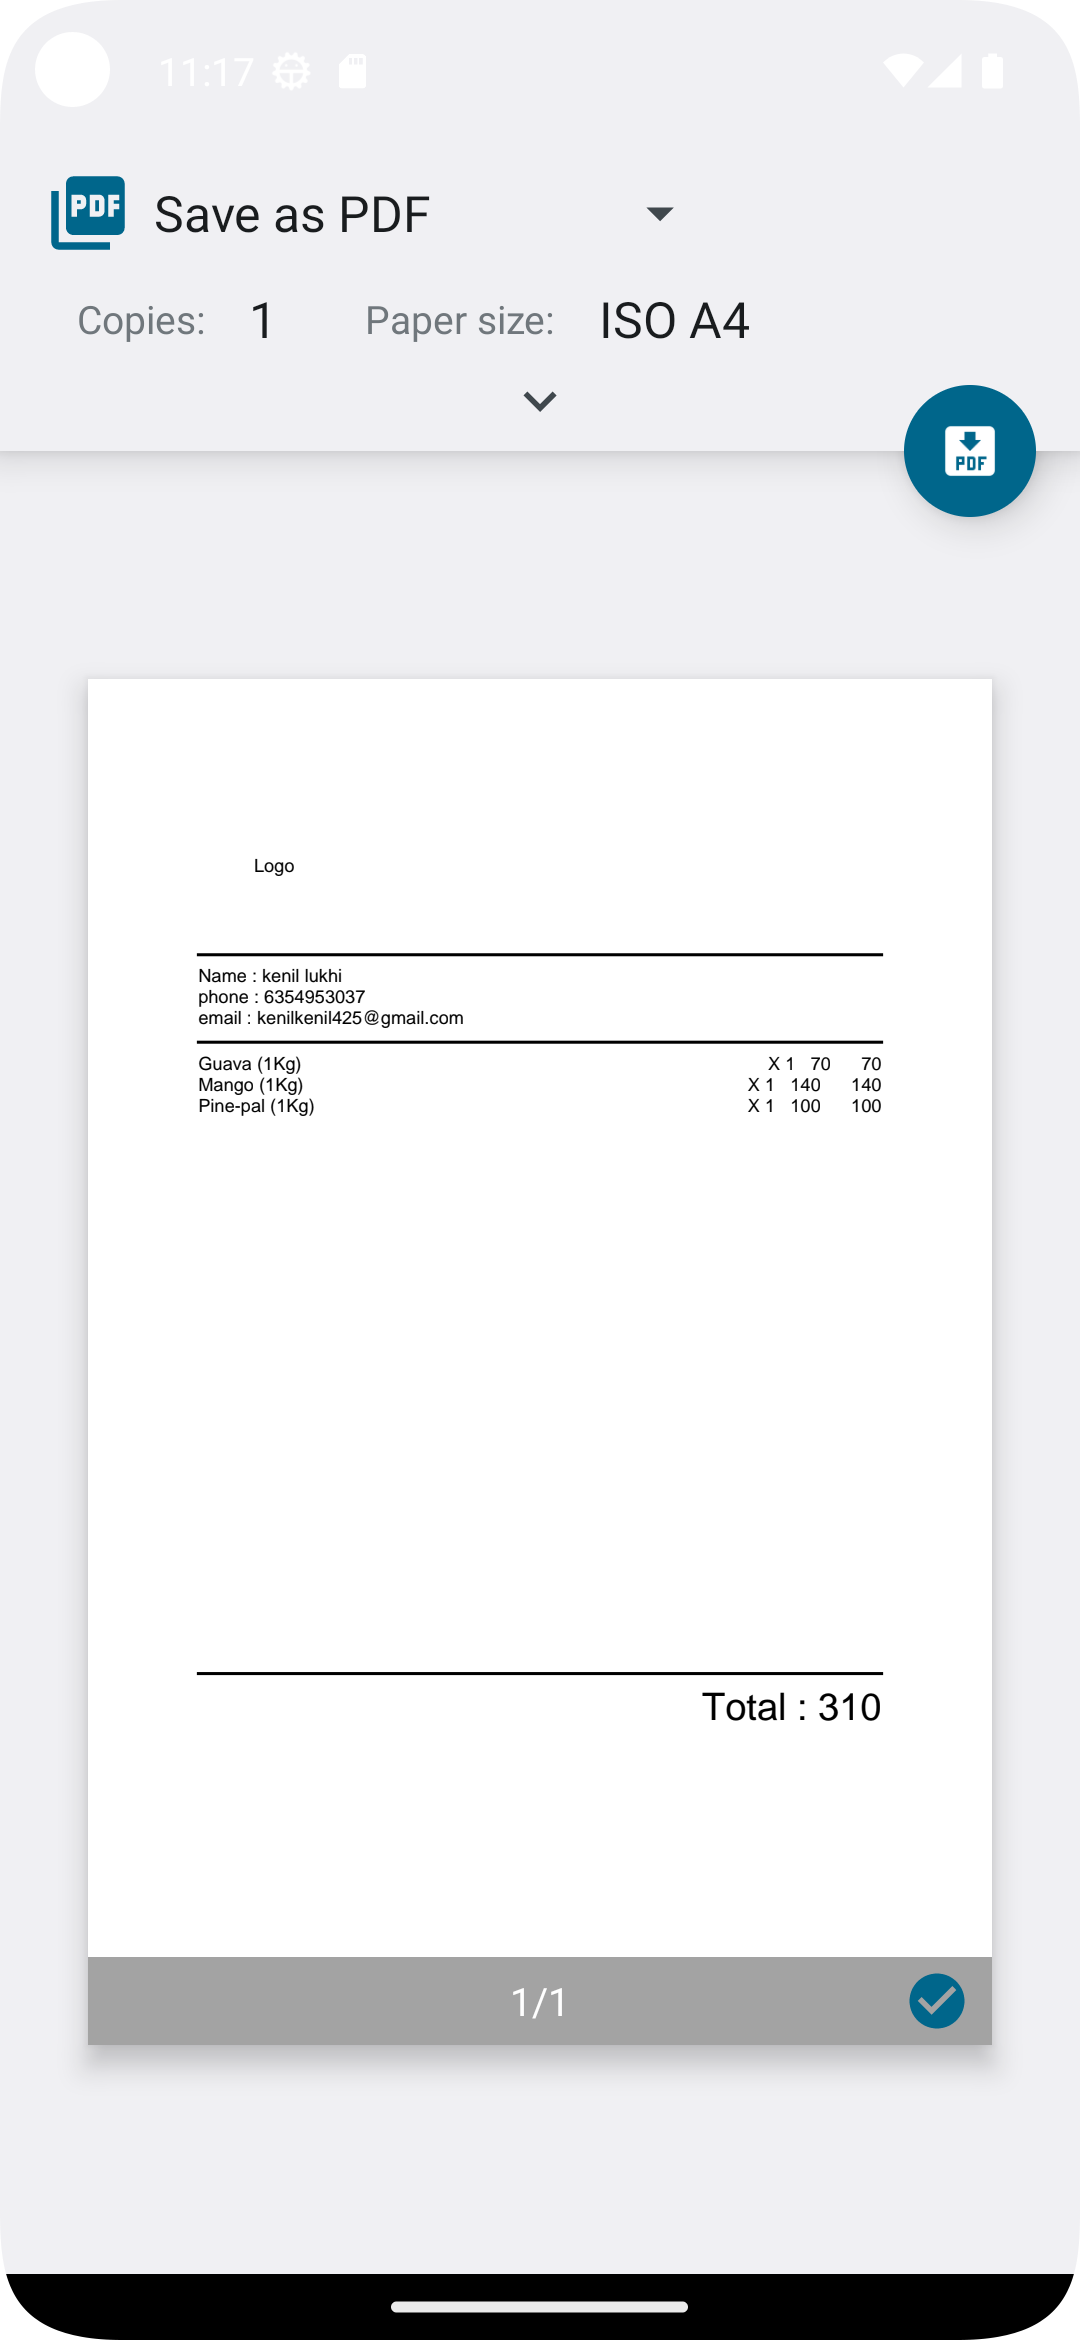 11:17
PDF Save as PDF
Copies: 1 Paper size: ISO A4
PDF
Logo
Name : kenil lukhi
phone : 6354953037
email : kenilkenil425@gmail.com
Guava (1Kg) X 1 70 70
Mango (1Kg) X 1 140 140
Pine-pal (1Kg) X 1 100 100
Total : 310
1/1